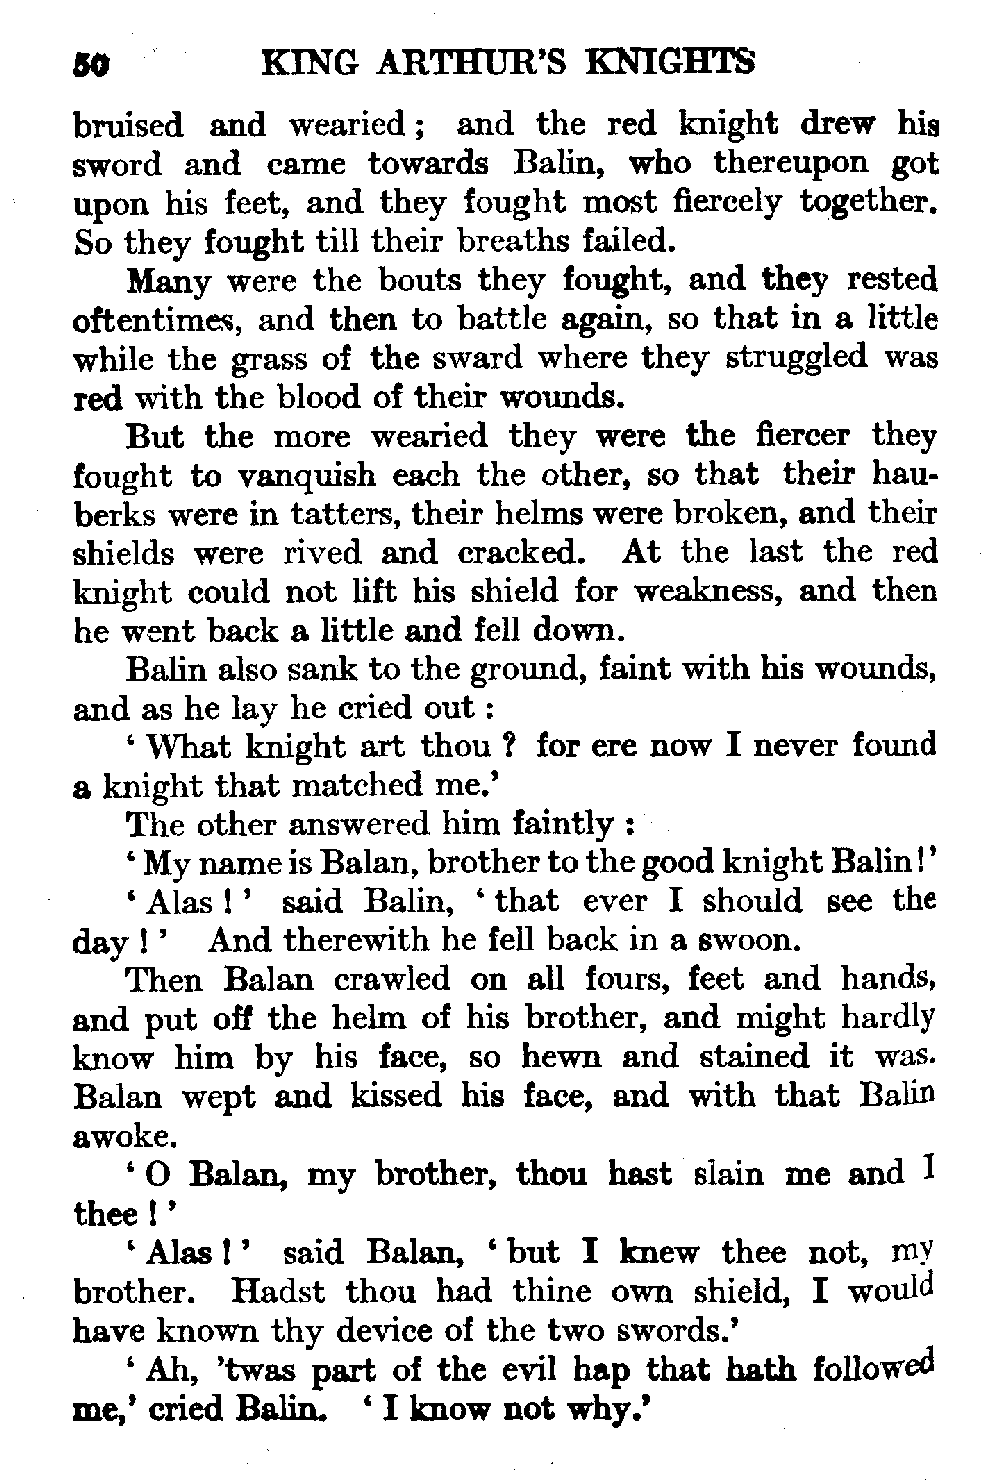 50 KING ARTHUR'S KNIGHTS
bruised and wearied ; and the red knight drew his
sword and came towards Balin, who thereupon got
upon his feet, and they fought most fiercely together.
So they fought till their breaths failed.
Many were the bouts they fought, and they rested
oftentimes, and then to battle again, so that in a little
while the grass of the sward where they struggled was
red with the blood of their wounds.
But the more wearied they were the fiercer they
fought to vanquish each the other, so that their hau-
berks were in tatters, their helms were broken, and their
shields were rived and cracked. At the last the red
knight could not lift his shield for weakness, and then
he went back a little and fell down.
Balin also sank to the ground, faint with his wounds,
and as he lay he cried out :
‘ What knight art thou ? for ere now I never found
a knight that matched me.’
The other answered him faintly :
‘ My name is Balan, brother to the good knight Balin!’
‘ Alas ! ’ said Balin, ‘ that ever I should see the
day ! ’ And therewith he fell back in a swoon.
Then Balan crawled on all fours, feet and hands,
and put off the helm of his brother, and might hardly
know him by his face, so hewn and stained it was.
Balan wept and kissed his face, and with that Balin
awoke.
‘ O Balan, my brother, thou hast slain me and I
thee ! ’
‘ Alas ! ’ said Balan, ‘ but I knew thee not, my
brother. Hadst thou had thine own shield, I would
have known thy device of the two swords.’
‘ Ah, ’twas part of the evil hap that hath followed
me,’ cried Balin. ‘ I know not why.’